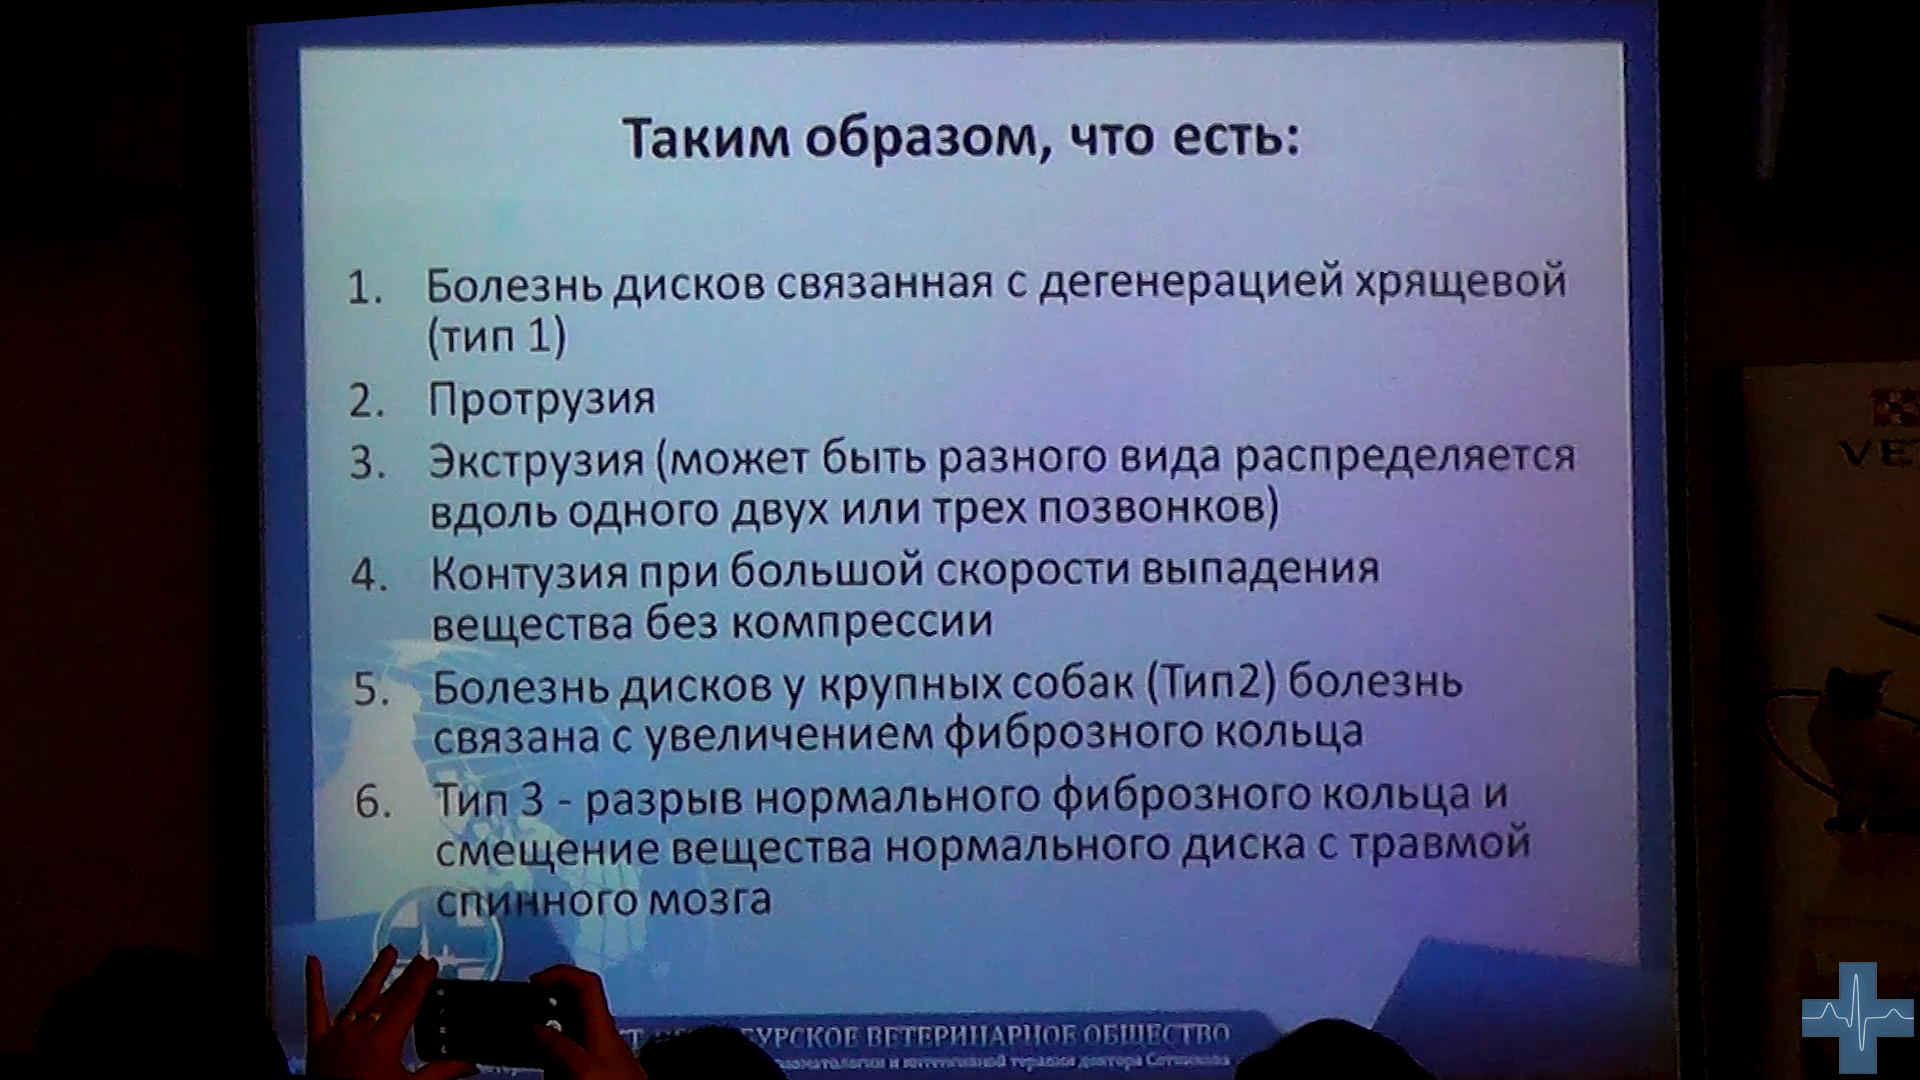 Таким образом, что есть:
1. Болезнь дисков связанная с дегенерацией хрящевой
(тип 1)
2. Протрузия
3. Экструзия (может быть разного вида распределяется
вдоль одного двух или трех позвонков)
4. Контузия при большой скорости выпадения
вещества без компрессии
5. Болезнь дисков у крупных собак (Тип2) болезнь
связана с увеличением фиброзного кольца
6. Тип 3 - разрыв нормального фиброзного кольца и
смещение вещества нормального диска с травмой
спинного мозга
ВЕТЕРИНАРНОЕ ОБЩЕСТВО
терапии доктора Сотникова